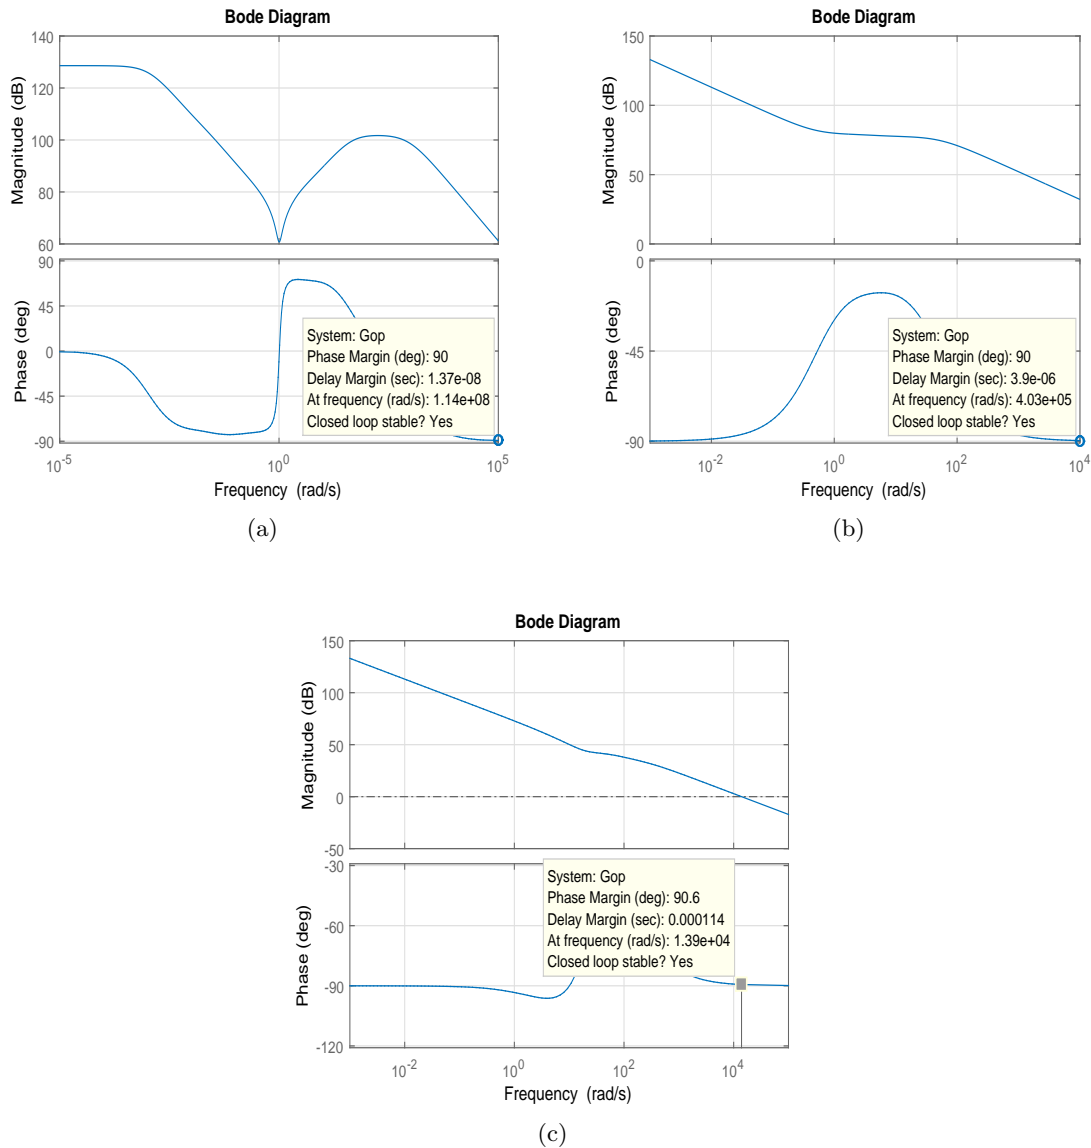 Bode Diagram
140
120
100
80
60
Magnitude (dB)
90
45
0
-45
-90
Phase (deg)
System: Gop
Phase Margin (deg): 90
Delay Margin (sec): 1.37e-08
At frequency (rad/s): 1.14e+08
Closed loop stable? Yes
10^-5
10^0
10^5
Frequency (rad/s)
(a)
Bode Diagram
150
100
50
0
Magnitude (dB)
0
-45
-90
Phase (deg)
System: Gop
Phase Margin (deg): 90
Delay Margin (sec): 3.9e-06
At frequency (rad/s): 4.03e+05
Closed loop stable? Yes
10^-2
10^0
10^2
10^4
Frequency (rad/s)
(b)
Bode Diagram
150
100
50
0
-50
Magnitude (dB)
-30
-60
-90
-120
Phase (deg)
System: Gop
Phase Margin (deg): 90.6
Delay Margin (sec): 0.000114
At frequency (rad/s): 1.39e+04
Closed loop stable? Yes
10^-2
10^0
10^2
10^4
Frequency (rad/s)
(c)